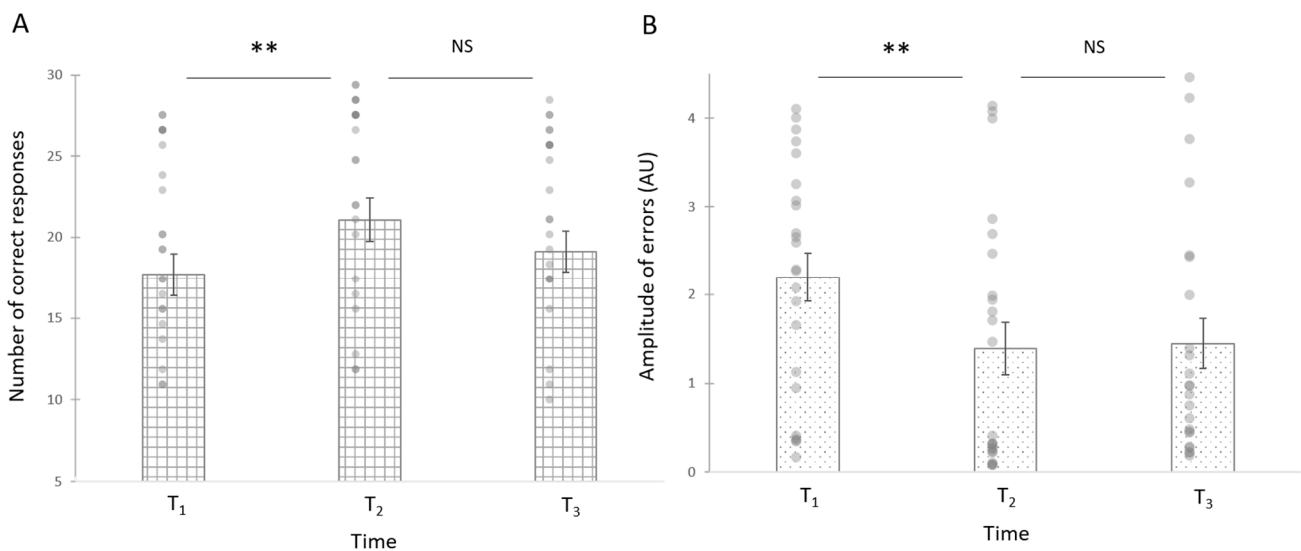 A
** NS
30
25
20
15
10
5
Number of correct responses
T1 T2 T3
Time
B
** NS
4
3
2
1
0
Amplitude of errors (AU)
T1 T2 T3
Time